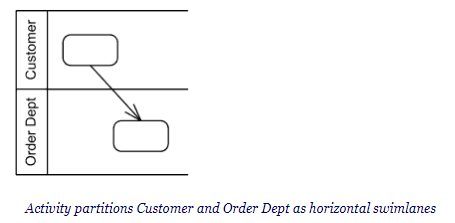 Customer
Order Dept
Activity partitions Customer and Order Dept as horizontal swimlanes